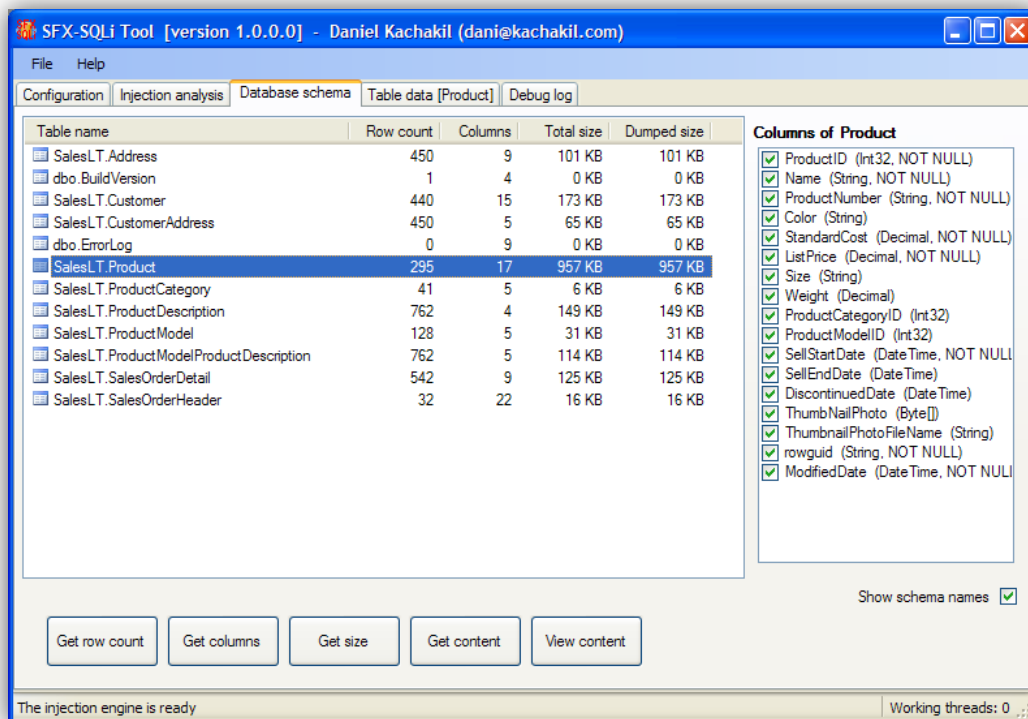 SFX-SQLi Tool [version 1.0.0.0] - Daniel Kachakil (dani@kachakil.com)
File Help
Configuration Injection analysis Database schema Table data [Product] Debug log
Table name Row count Columns Total size Dumped size
SalesLT.Address 450 9 101 KB 101 KB
dbo.BuildVersion 1 4 0 KB 0 KB
SalesLT.Customer 440 15 173 KB 173 KB
SalesLT.CustomerAddress 450 5 65 KB 65 KB
dbo.ErrorLog 0 9 0 KB 0 KB
SalesLT.Product 295 17 957 KB 957 KB
SalesLT.ProductCategory 41 5 6 KB 6 KB
SalesLT.ProductDescription 762 4 149 KB 149 KB
SalesLT.ProductModel 128 5 31 KB 31 KB
SalesLT.ProductModelProductDescription 762 5 114 KB 114 KB
SalesLT.SalesOrderDetail 542 9 125 KB 125 KB
SalesLT.SalesOrderHeader 32 22 16 KB 16 KB
Columns of Product
ProductID (Int32, NOT NULL)
Name (String, NOT NULL)
ProductNumber (String, NOT NULL)
Color (String)
StandardCost (Decimal, NOT NULL)
ListPrice (Decimal, NOT NULL)
Size (String)
Weight (Decimal)
ProductCategoryID (Int32)
ProductModelID (Int32)
SellStartDate (DateTime, NOT NULL
SellEndDate (DateTime)
DiscontinuedDate (DateTime)
ThumbNailPhoto (Byte[])
ThumbnailPhotoFileName (String)
rowguid (String, NOT NULL)
ModifiedDate (DateTime, NOT NULL
Show schema names
Get row count Get columns Get size Get content View content
The injection engine is ready Working threads: 0